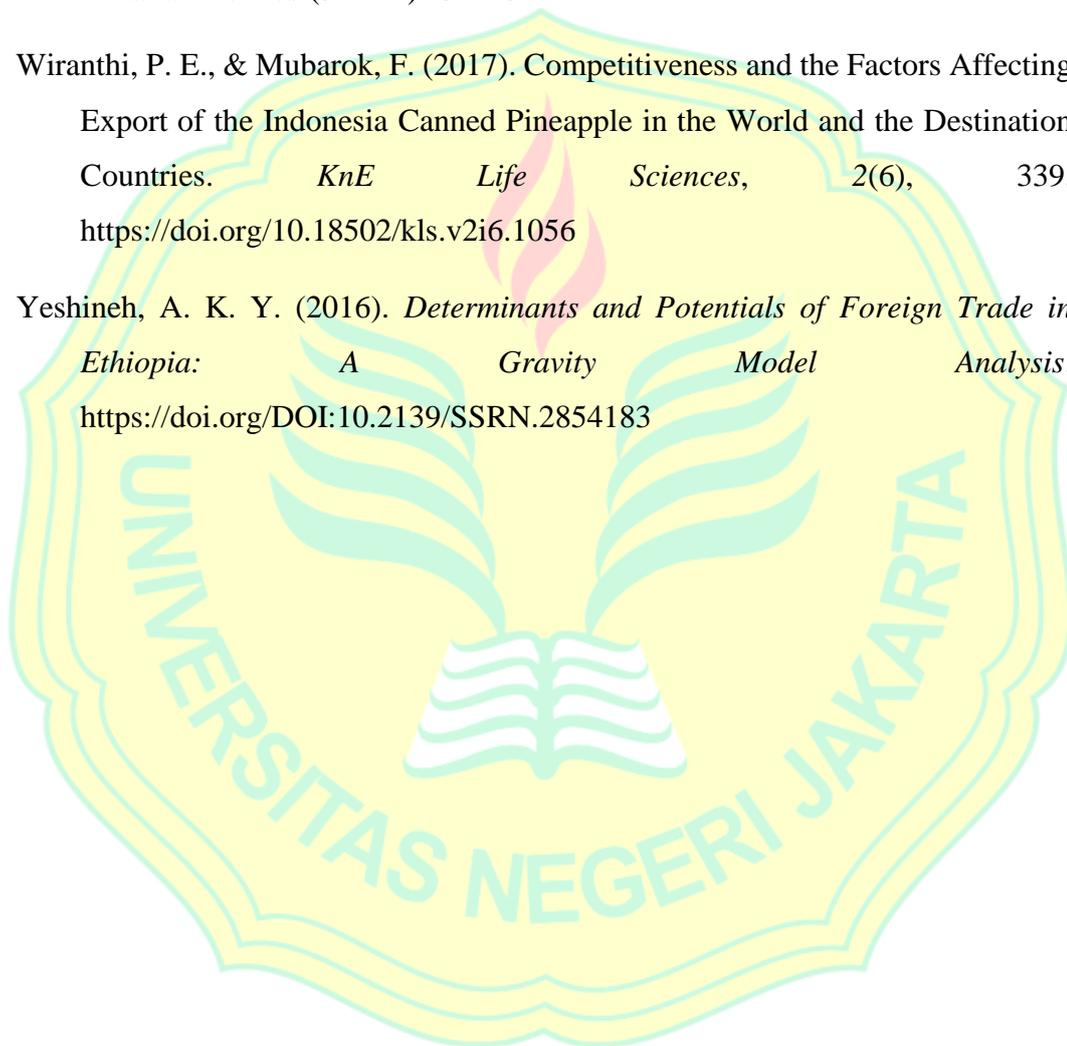 Wiranthi, P. E., & Mubarok, F. (2017). Competitiveness and the Factors Affecting
Export of the Indonesia Canned Pineapple in the World and the Destination
Countries. KnE Life Sciences, 2(6), 339.
https://doi.org/10.18502/kls.v2i6.1056
Yeshineh, A. K. Y. (2016). Determinants and Potentials of Foreign Trade in
Ethiopia: A Gravity Model Analysis.
https://doi.org/DOI:10.2139/SSRN.2854183
UNIVERSITAS NEGERI JAKARTA